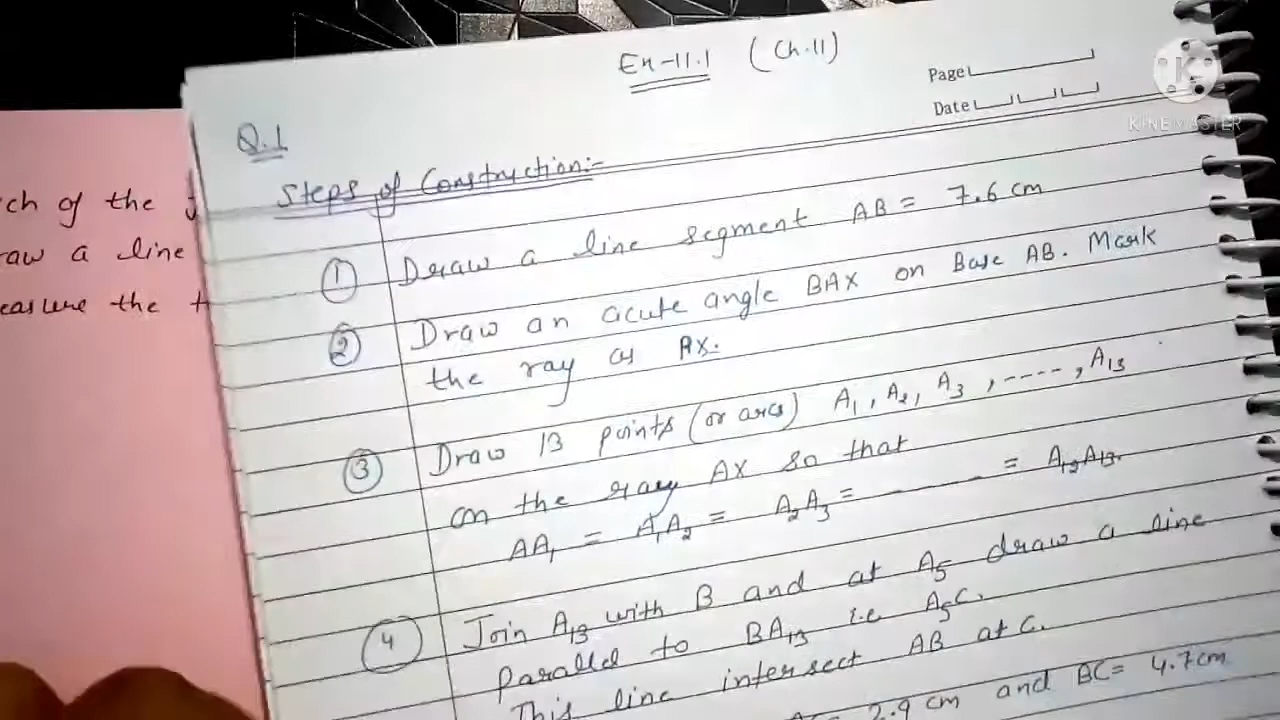 Ex-11.1 (Ch.11)
Page
Date
KINEMASTER
Q.1
Steps of Construction:-
ch of the
raw a line
easure the
① Draw a line segment AB = 7.6 cm
② Draw an acute angle BAX on Base AB. Mark
the ray as AX.
③ Draw 13 points (or arcs) A₁, A₂, A₃, ----, A₁₃
on the ray AX so that
AA₁ = A₁A₂ = A₂A₃ = ------ = A₁₂A₁₃.
④ Join A₁₃ with B and at A₅ draw a line
parallel to BA₁₃ i.e A₅C.
This line intersect AB at C.
2.9 cm and BC = 4.7cm